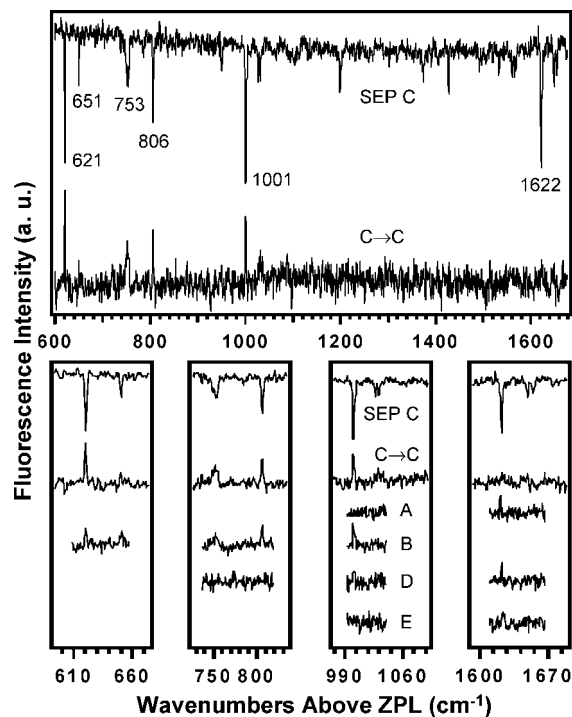 Fluorescence Intensity (a. u.)
SEP C
651
753
806
621
1001
1622
C→C
600 800 1000 1200 1400 1600
SEP C
C→C
A
B
D
E
610 660 750 800 990 1060 1600 1670
Wavenumbers Above ZPL (cm-1)